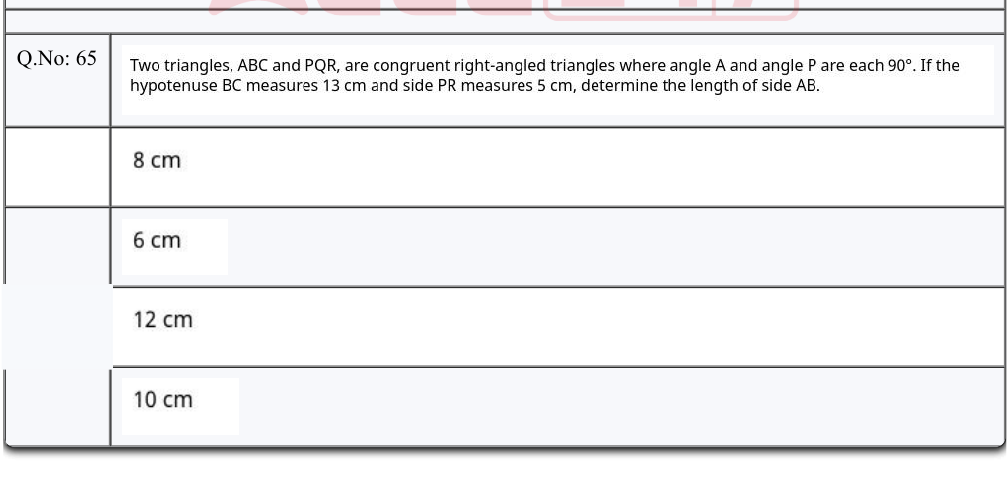 Q.No: 65
Two triangles, ABC and PQR, are congruent right-angled triangles where angle A and angle P are each 90°. If the
hypotenuse BC measures 13 cm and side PR measures 5 cm, determine the length of side AB.
8 cm
6 cm
12 cm
10 cm